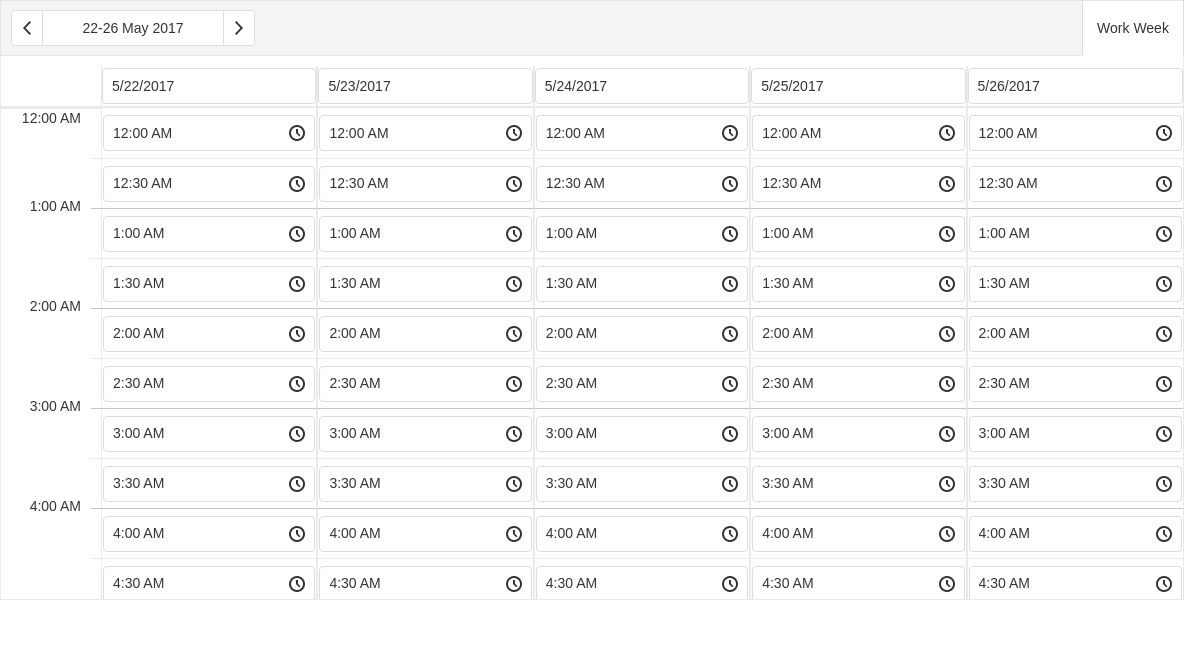 22-26 May 2017 Work Week
5/22/2017 5/23/2017 5/24/2017 5/25/2017 5/26/2017
12:00 AM
12:00 AM 12:00 AM 12:00 AM 12:00 AM 12:00 AM
12:30 AM 12:30 AM 12:30 AM 12:30 AM 12:30 AM
1:00 AM
1:00 AM 1:00 AM 1:00 AM 1:00 AM 1:00 AM
1:30 AM 1:30 AM 1:30 AM 1:30 AM 1:30 AM
2:00 AM
2:00 AM 2:00 AM 2:00 AM 2:00 AM 2:00 AM
2:30 AM 2:30 AM 2:30 AM 2:30 AM 2:30 AM
3:00 AM
3:00 AM 3:00 AM 3:00 AM 3:00 AM 3:00 AM
3:30 AM 3:30 AM 3:30 AM 3:30 AM 3:30 AM
4:00 AM
4:00 AM 4:00 AM 4:00 AM 4:00 AM 4:00 AM
4:30 AM 4:30 AM 4:30 AM 4:30 AM 4:30 AM